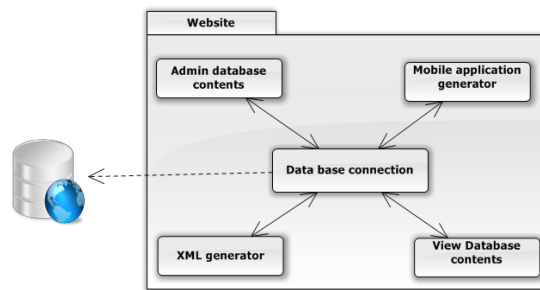 Website
Admin database
contents
Mobile application
generator
Data base connection
XML generator
View Database
contents